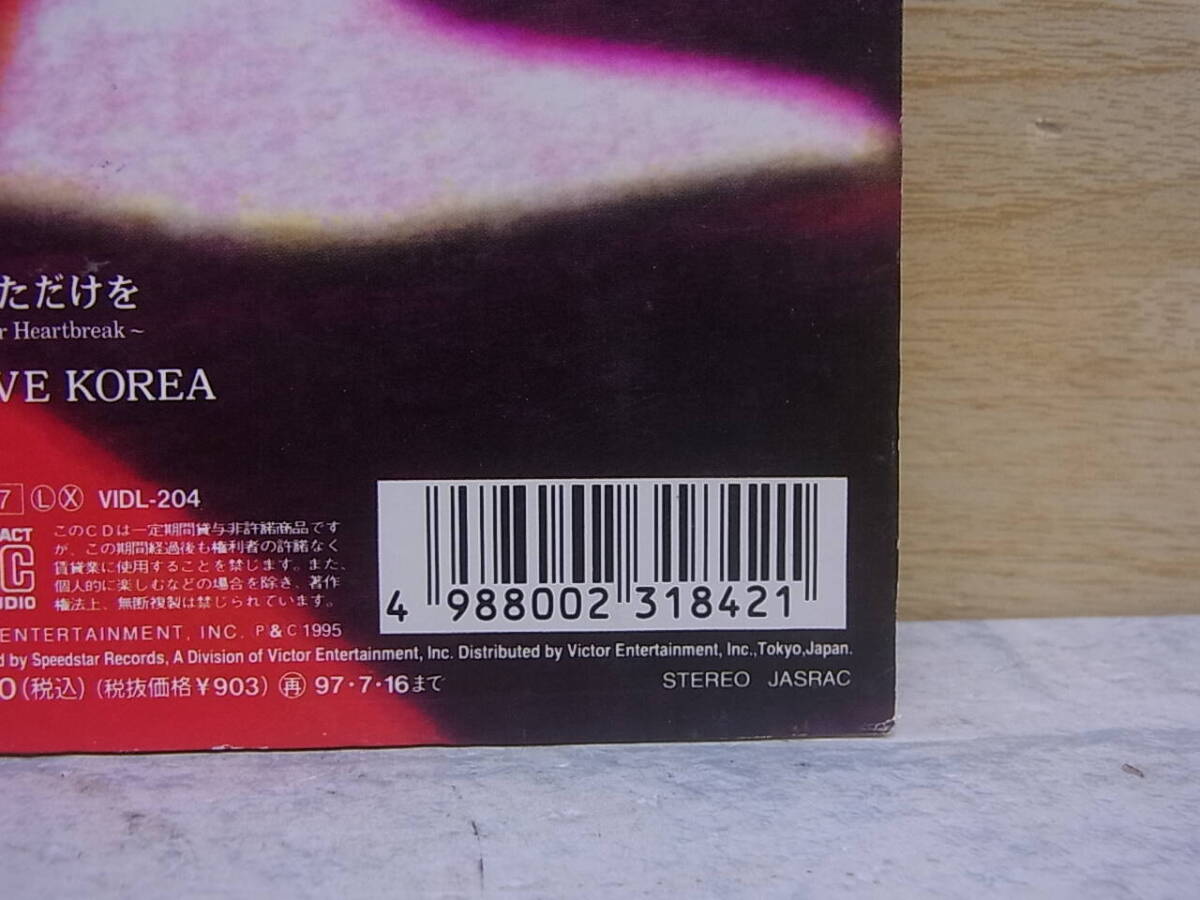 ただけを
r Heartbreak~
VE KOREA
7 Ⓛ Ⓧ VIDL-204
ACT
このCDは一定期間貸与非許諾商品です
が、この期間経過後も権利者の許諾なく
賃貸業に使用することを禁じます。また、
個人的に楽しむなどの場合を除き、著作
権法上、無断複製は禁じられています。
UDIO
ENTERTAINMENT, INC. P & C 1995
d by Speedstar Records, A Division of Victor Entertainment, Inc. Distributed by Victor Entertainment, Inc.,Tokyo,Japan.
0(税込) (税抜価格¥903) ㊢ 97・7・16まで
STEREO JASRAC
4 988002 318421